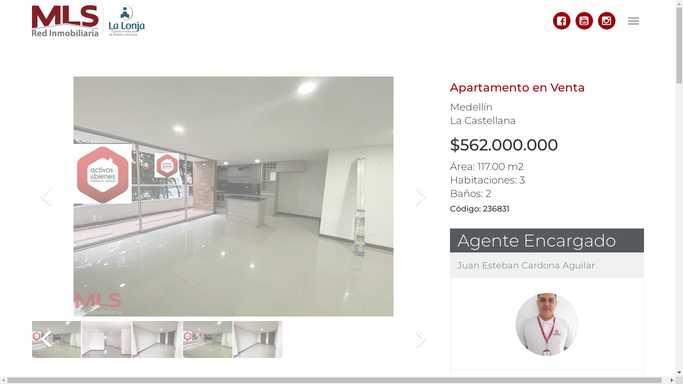 MLS
Red Inmobiliaria
La Lonja
Apartamento en Venta
Medellín
La Castellana
$562.000.000
Área: 117.00 m2
Habitaciones: 3
Baños: 2
Código: 236831
Agente Encargado
Juan Esteban Cardona Aguilar
activos
&bienes
MLS